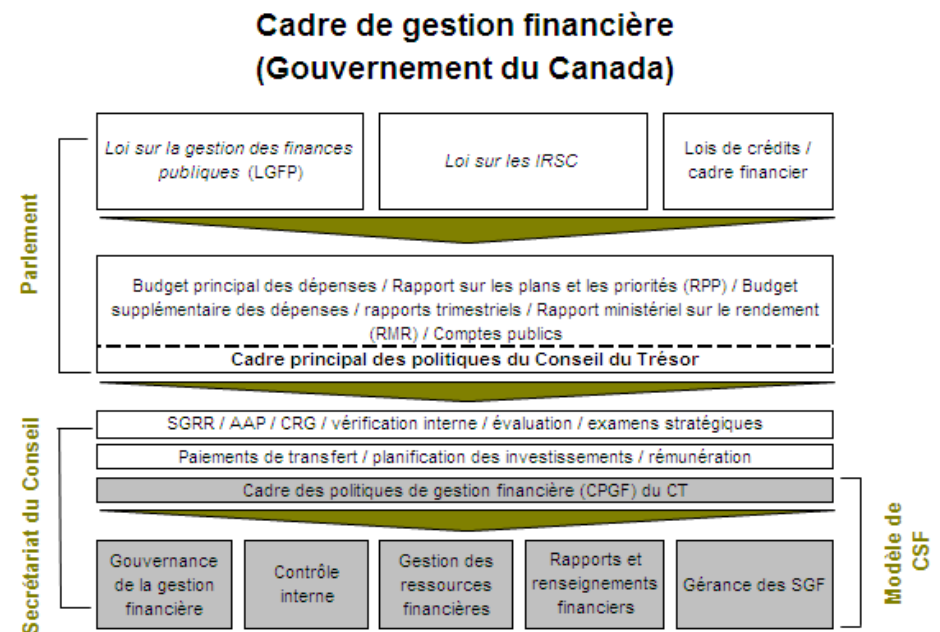 Cadre de gestion financière
(Gouvernement du Canada)
Parlement
Loi sur la gestion des finances
publiques (LGFP)
Loi sur les IRSC
Lois de crédits /
cadre financier
Budget principal des dépenses / Rapport sur les plans et les priorités (RPP) / Budget
supplémentaire des dépenses / rapports trimestriels / Rapport ministériel sur le rendement
(RMR) / Comptes publics
Cadre principal des politiques du Conseil du Trésor
Secrétariat du Conseil
SGRR / AAP / CRG / vérification interne / évaluation / examens stratégiques
Paiements de transfert / planification des investissements / rémunération
Cadre des politiques de gestion financière (CPGF) du CT
Modèle de
CSF
Gouvernance
de la gestion
financière
Contrôle
interne
Gestion des
ressources
financières
Rapports et
renseignements
financiers
Gérance des SGF